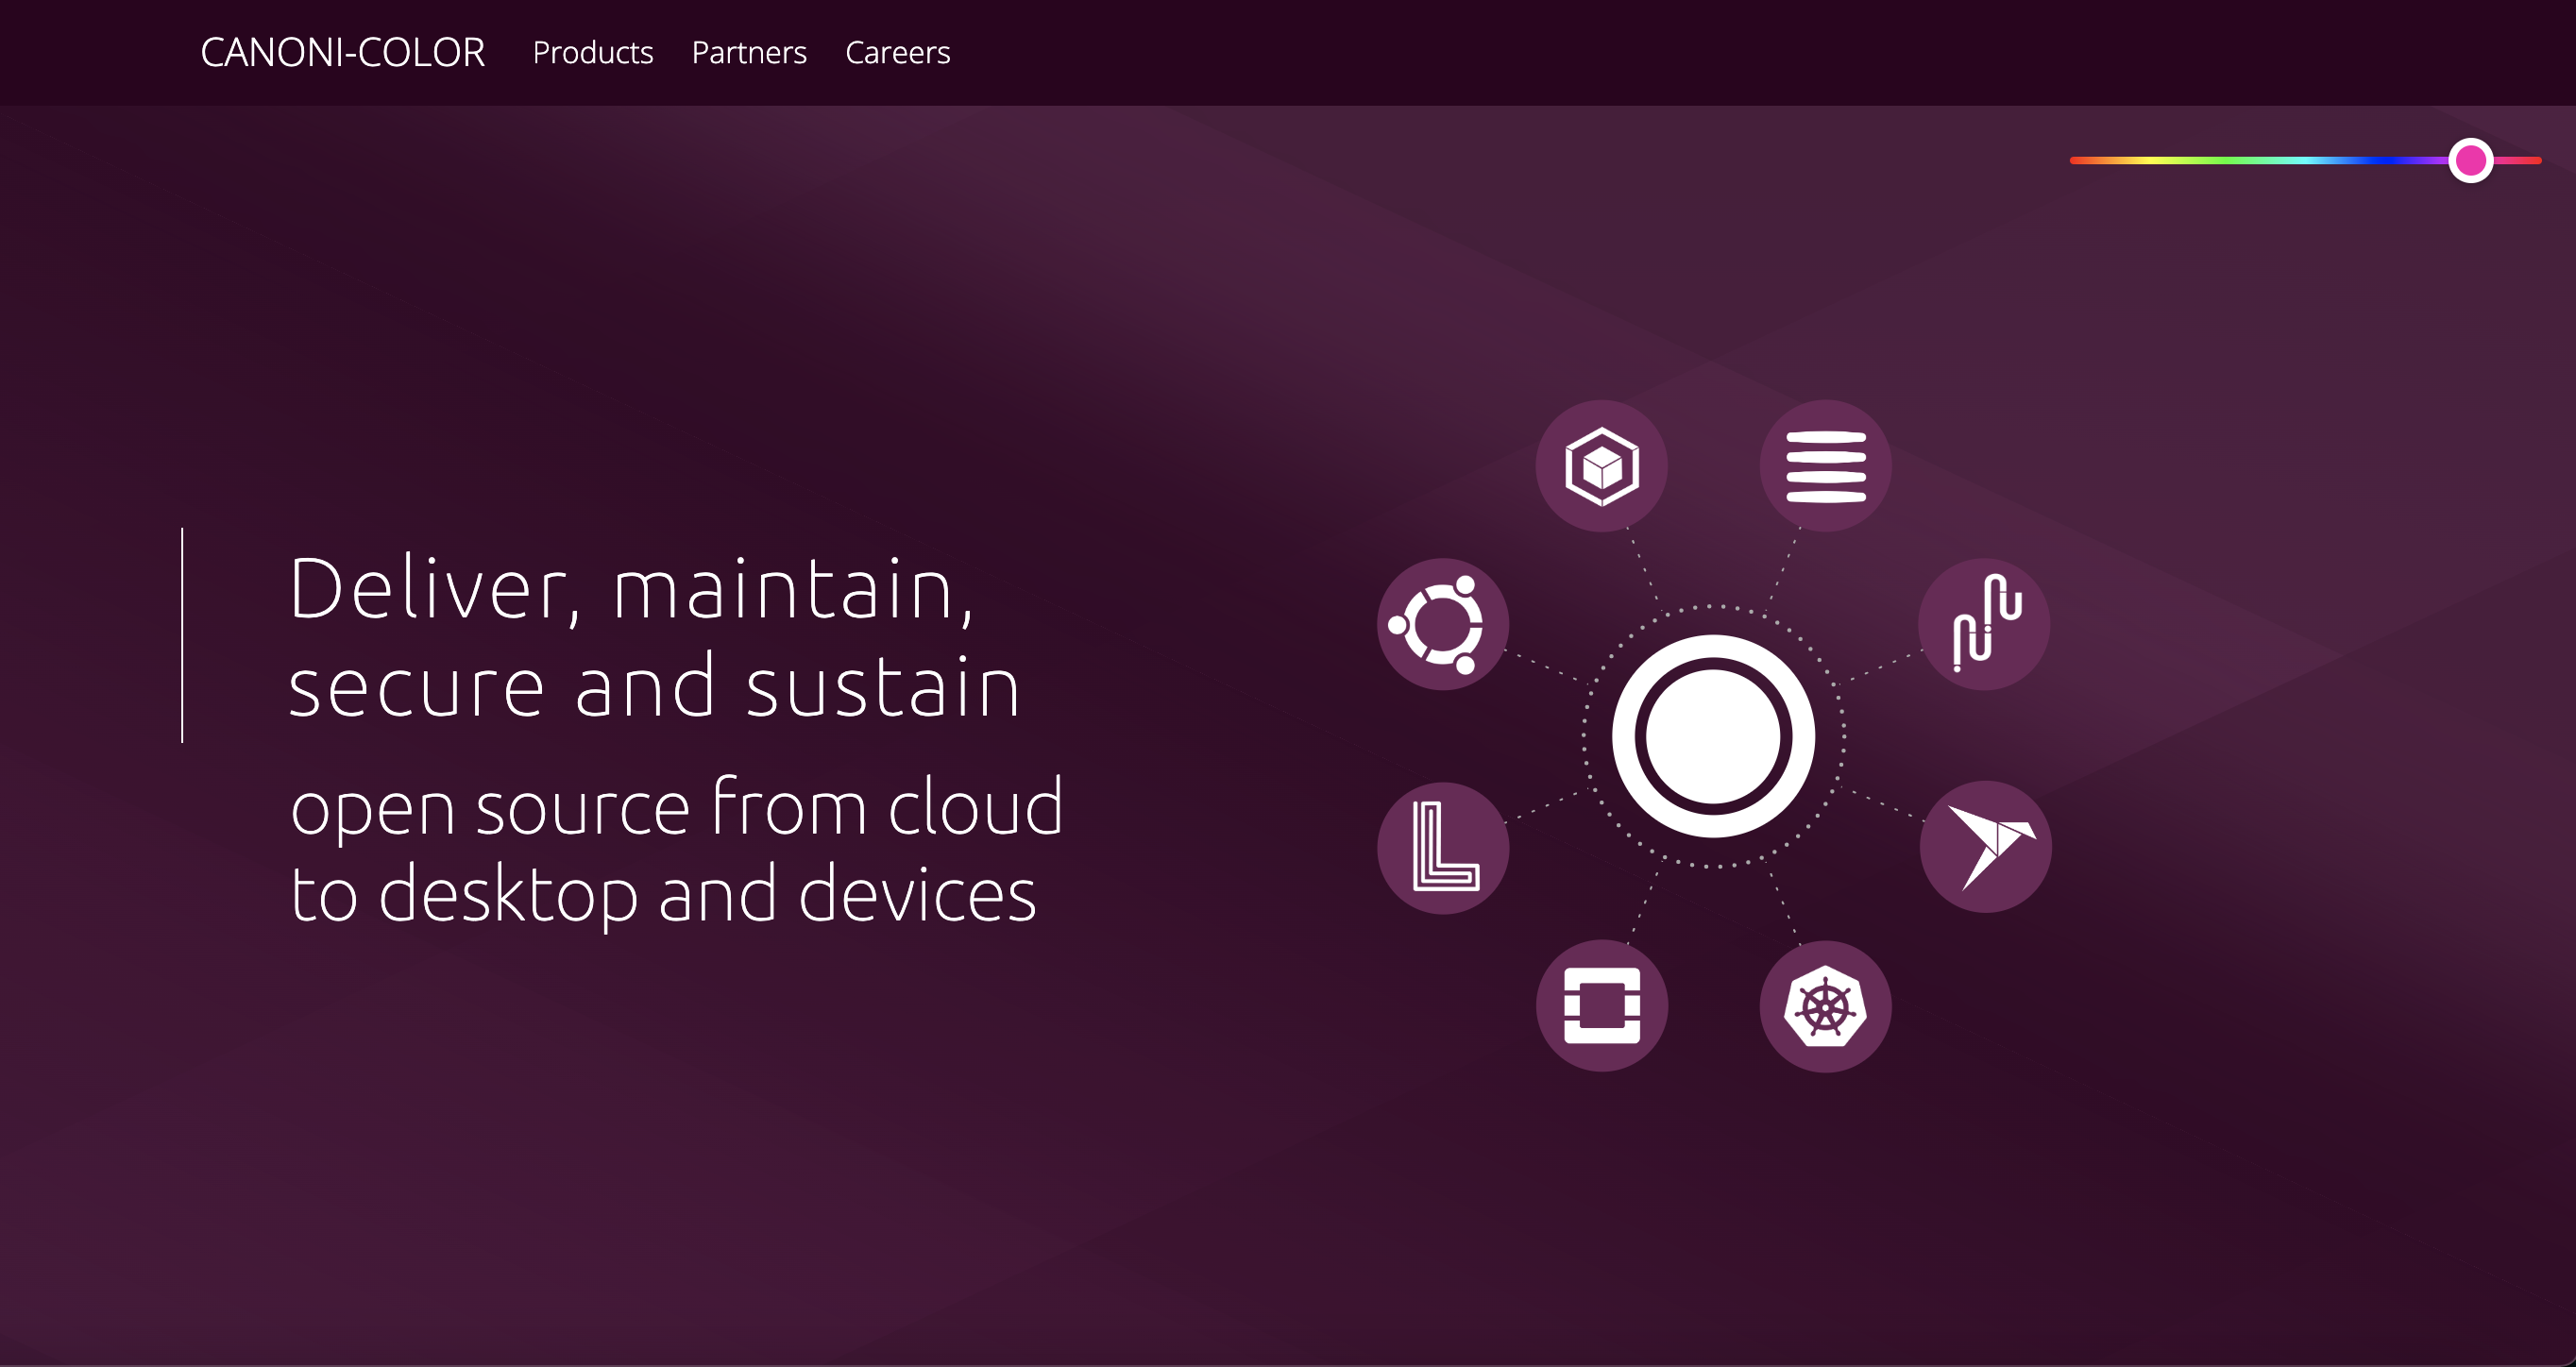 CANONI-COLOR Products Partners Careers
Deliver, maintain,
secure and sustain
open source from cloud
to desktop and devices